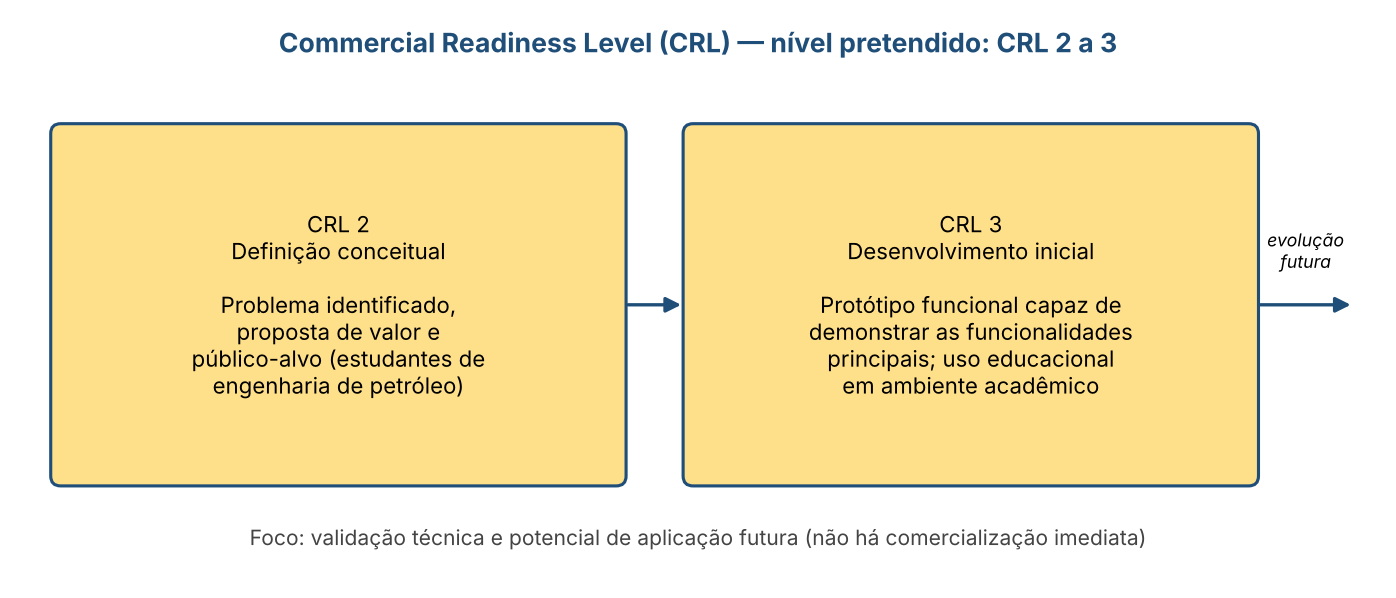 Commercial Readiness Level (CRL) — nível pretendido: CRL 2 a 3
CRL 2
Definição conceitual
Problema identificado,
proposta de valor e
público-alvo (estudantes de
engenharia de petróleo)
CRL 3
Desenvolvimento inicial
Protótipo funcional capaz de
demonstrar as funcionalidades
principais; uso educacional
em ambiente acadêmico
evolução
futura
Foco: validação técnica e potencial de aplicação futura (não há comercialização imediata)